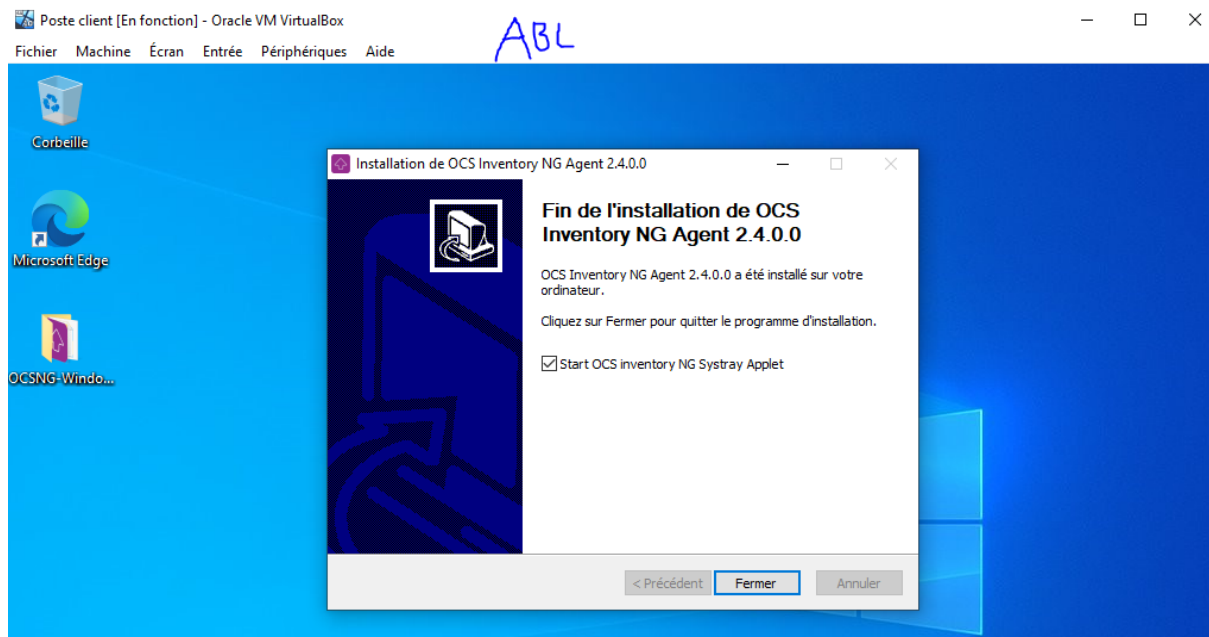 Poste client [En fonction] - Oracle VM VirtualBox
Fichier Machine Écran Entrée Périphériques Aide
ABL
Corbeille
Microsoft Edge
OCSNG-Windo...
Installation de OCS Inventory NG Agent 2.4.0.0
Fin de l'installation de OCS
Inventory NG Agent 2.4.0.0
OCS Inventory NG Agent 2.4.0.0 a été installé sur votre
ordinateur.
Cliquez sur Fermer pour quitter le programme d'installation.
Start OCS inventory NG Systray Applet
< Précédent Fermer Annuler